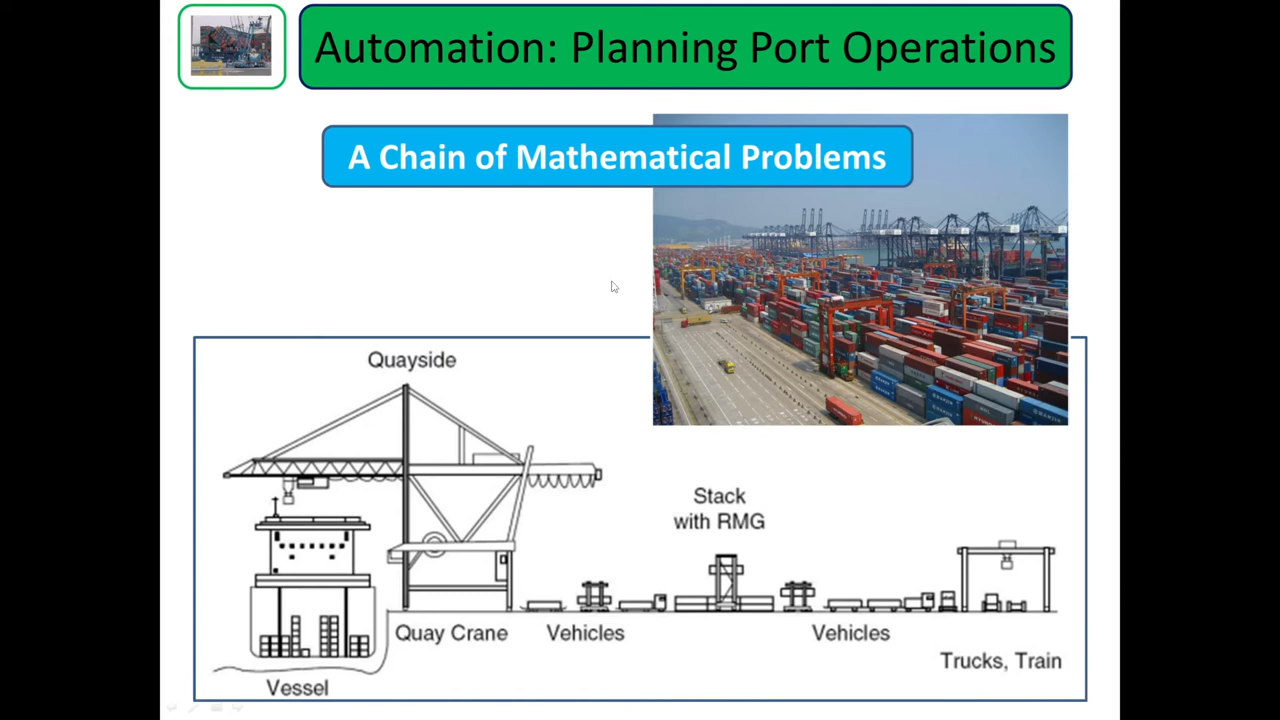 Automation: Planning Port Operations
A Chain of Mathematical Problems
Quayside
Stack
with RMG
Quay Crane
Vehicles
Vehicles
Trucks, Train
Vessel